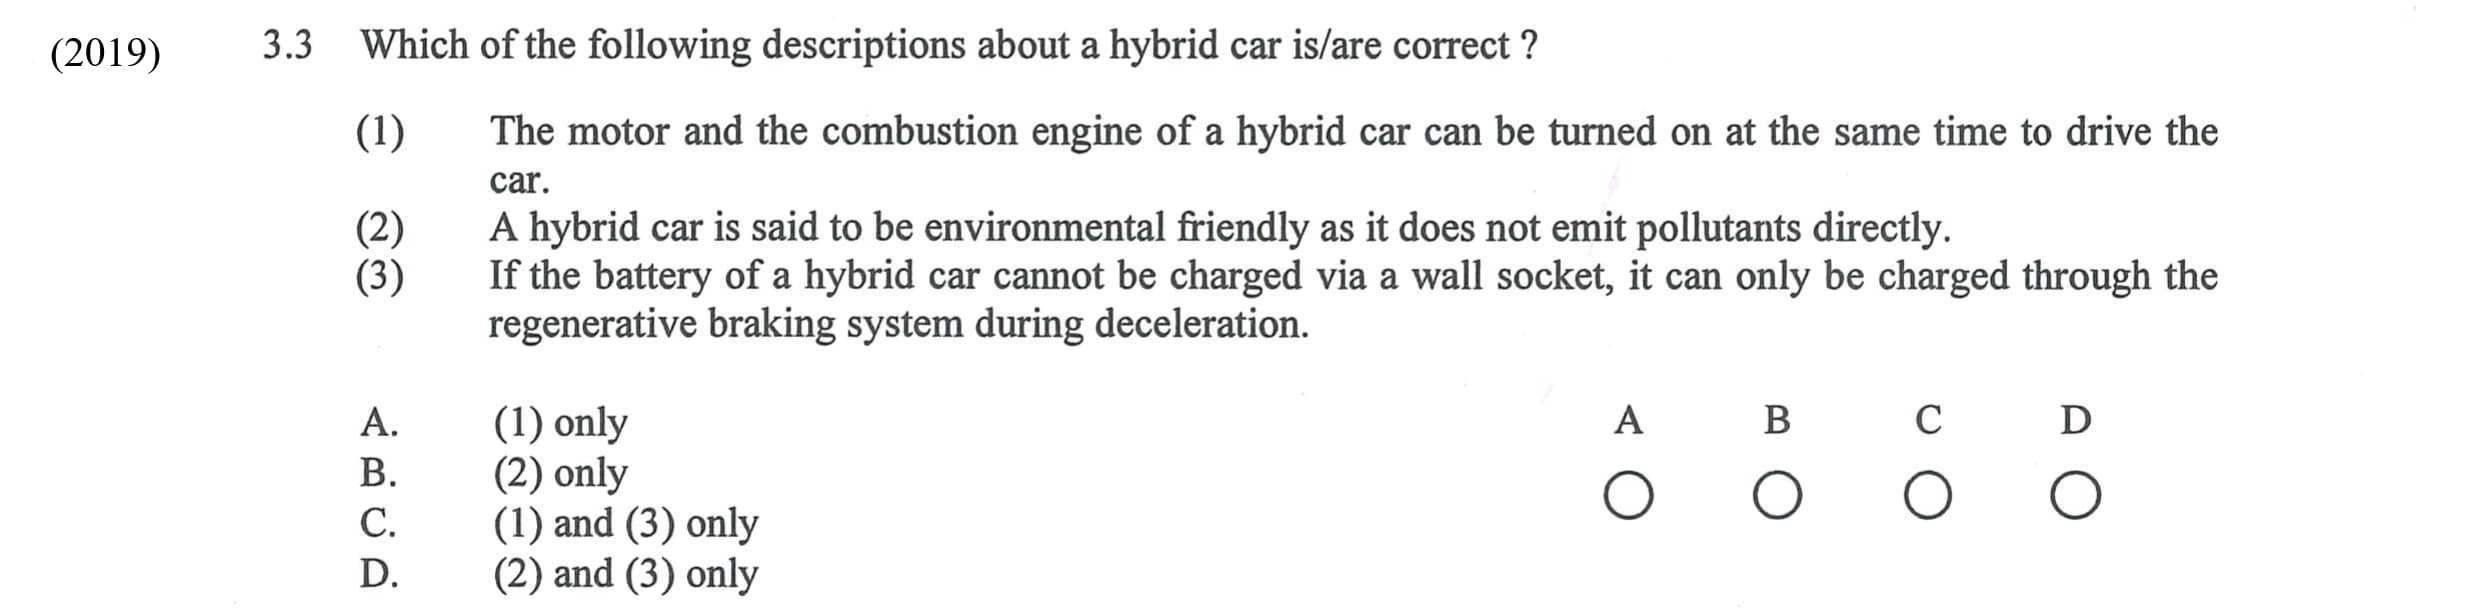 (2019) 3.3 Which of the following descriptions about a hybrid car is/are correct ?
(1) The motor and the combustion engine of a hybrid car can be turned on at the same time to drive the
car.
(2) A hybrid car is said to be environmental friendly as it does not emit pollutants directly.
(3) If the battery of a hybrid car cannot be charged via a wall socket, it can only be charged through the
regenerative braking system during deceleration.
A. (1) only A B C D
B. (2) only
C. (1) and (3) only
D. (2) and (3) only